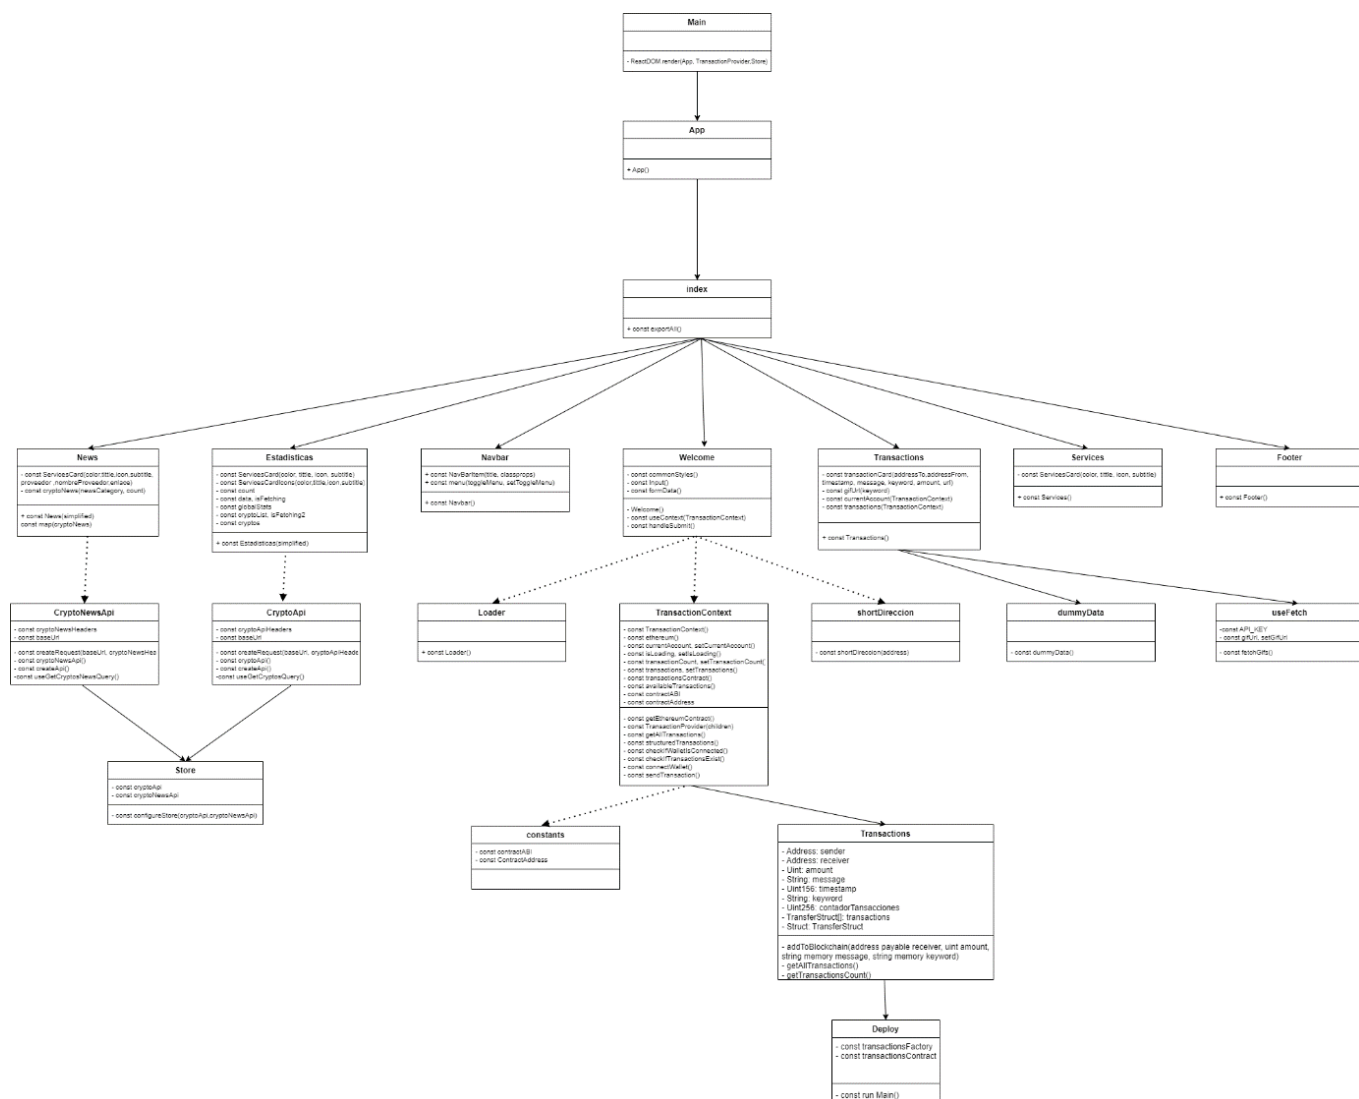 Main
- ReactDOM.render(App, TransactionProvider,Store)
App
+ App()
index
+ const exportAll()
News
- const ServicesCard(color,tittle,icon,subtitle,
proveedor ,nombreProveedor,enlace)
- const cryptoNews(newsCategory, count)
+ const News(simplified)
const map(cryptoNews)
Estadisticas
- const ServicesCard(color, tittle, icon, subtitle)
- const ServicesCardIcons(color,tittle,icon,subtitle)
- const count
- const data, isFetching
- const globalStats
- const cryptoList, isFetching2
- const cryptos
+ const Estadisticas(simplified)
Navbar
+ const NavBarItem(title, classprops)
+ const menu(toggleMenu, setToggleMenu)
+ const Navbar()
Welcome
- const commonStyles()
- const Input()
- const formData()
- Welcome()
- const useContext(TransactionContext)
- const handleSubmit()
Transactions
- const transactionCard(addressTo,addressFrom,
timestamp, message, keyword, amount, url)
- const gifUrl(keyword)
- const currentAccount(TransactionContext)
- const transactions(TransactionContext)
+ const Transactions()
Services
- const ServicesCard(color, tittle, icon, subtitle)
+ const Services()
Footer
+ const Footer()
CryptoNewsApi
- const cryptoNewsHeaders
- const baseUrl
- const createRequest(baseUrl, cryptoNewsHea
- const cryptoNewsApi()
- const createApi()
-const useGetCryptosNewsQuery()
CryptoApi
- const cryptoApiHeaders
- const baseUrl
- const createRequest(baseUrl, cryptoApiHeade
- const cryptoApi()
- const createApi()
-const useGetCryptosQuery()
Loader
+ const Loader()
TransactionContext
- const TransactionContext()
- const ethereum()
- const currentAccount, setCurrentAccount()
- const isLoading, setIsLoading()
- const transactionCount, setTransactionCount(
- const transactions, setTransactions()
- const transactionsContract()
- const availableTransactions()
- const contractABI
- const contractAddress
- const getEthereumContract()
- const TransactionProvider(children)
- const getAllTransactions()
- const structuredTransactions()
- const checkIfWalletIsConnected()
- const checkIfTransactionsExist()
- const connectWallet()
- const sendTransaction()
shortDireccion
- const shortDireccion(address)
dummyData
- const dummyData()
useFetch
-const API_KEY
- const gifUrl, setGifUrl
- const fetchGifs()
Store
- const cryptoApi
- const cryptoNewsApi
- const configureStore(cryptoApi,cryptoNewsApi)
constants
- const contractABI
- const ContractAddress
Transactions
- Address: sender
- Address: receiver
- Uint: amount
- String: message
- Uint156: timestamp
- String: keyword
- Uint256: contadorTansacciones
- TransferStruct[]: transactions
- Struct: TransferStruct
- addToBlockchain(address payable receiver, uint amount,
string memory message, string memory keyword)
- getAllTransactions()
- getTransactionsCount()
Deploy
- const transactionsFactory
- const transactionsContract
- const run Main()